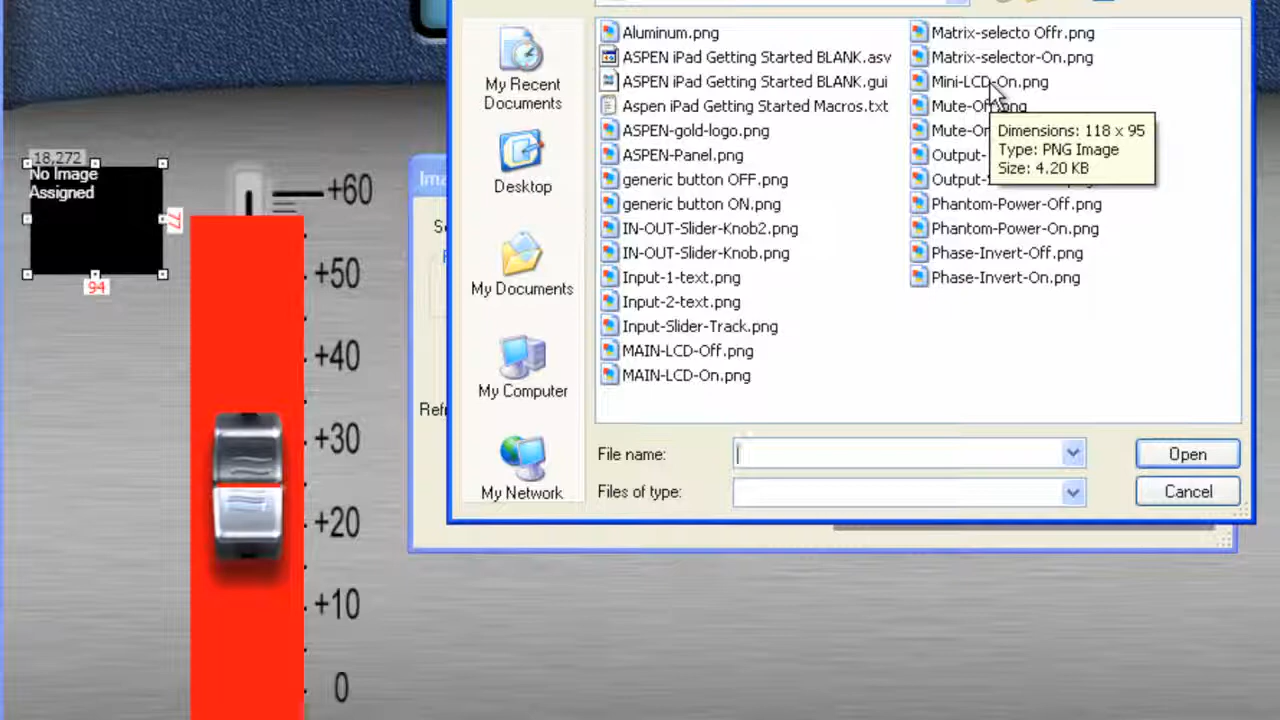 18,272
No Image
Assigned
77
94
+60
+50
+40
+30
+20
+10
0
My Recent
Documents
Desktop
My Documents
My Computer
My Network
Aluminum.png
ASPEN iPad Getting Started BLANK.asv
ASPEN iPad Getting Started BLANK.gui
Aspen iPad Getting Started Macros.txt
ASPEN-gold-logo.png
ASPEN-Panel.png
generic button OFF.png
generic button ON.png
IN-OUT-Slider-Knob2.png
IN-OUT-Slider-Knob.png
Input-1-text.png
Input-2-text.png
Input-Slider-Track.png
MAIN-LCD-Off.png
MAIN-LCD-On.png
Matrix-selecto Offr.png
Matrix-selector-On.png
Mini-LCD-On.png
Mute-Off.png
Mute-On
Output-
Output-
Phantom-Power-Off.png
Phantom-Power-On.png
Phase-Invert-Off.png
Phase-Invert-On.png
Dimensions: 118 x 95
Type: PNG Image
Size: 4.20 KB
File name:
Open
Files of type:
Cancel